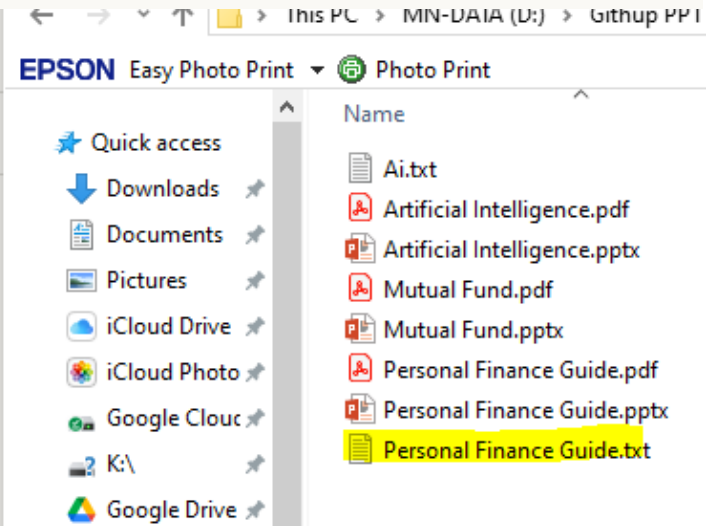 This PC > MN-DATA (D:) > Githup PPT
EPSON Easy Photo Print Photo Print
Name
Quick access
Downloads
Documents
Pictures
iCloud Drive
iCloud Photo
Google Clouc
K:\
Google Drive
Ai.txt
Artificial Intelligence.pdf
Artificial Intelligence.pptx
Mutual Fund.pdf
Mutual Fund.pptx
Personal Finance Guide.pdf
Personal Finance Guide.pptx
Personal Finance Guide.txt